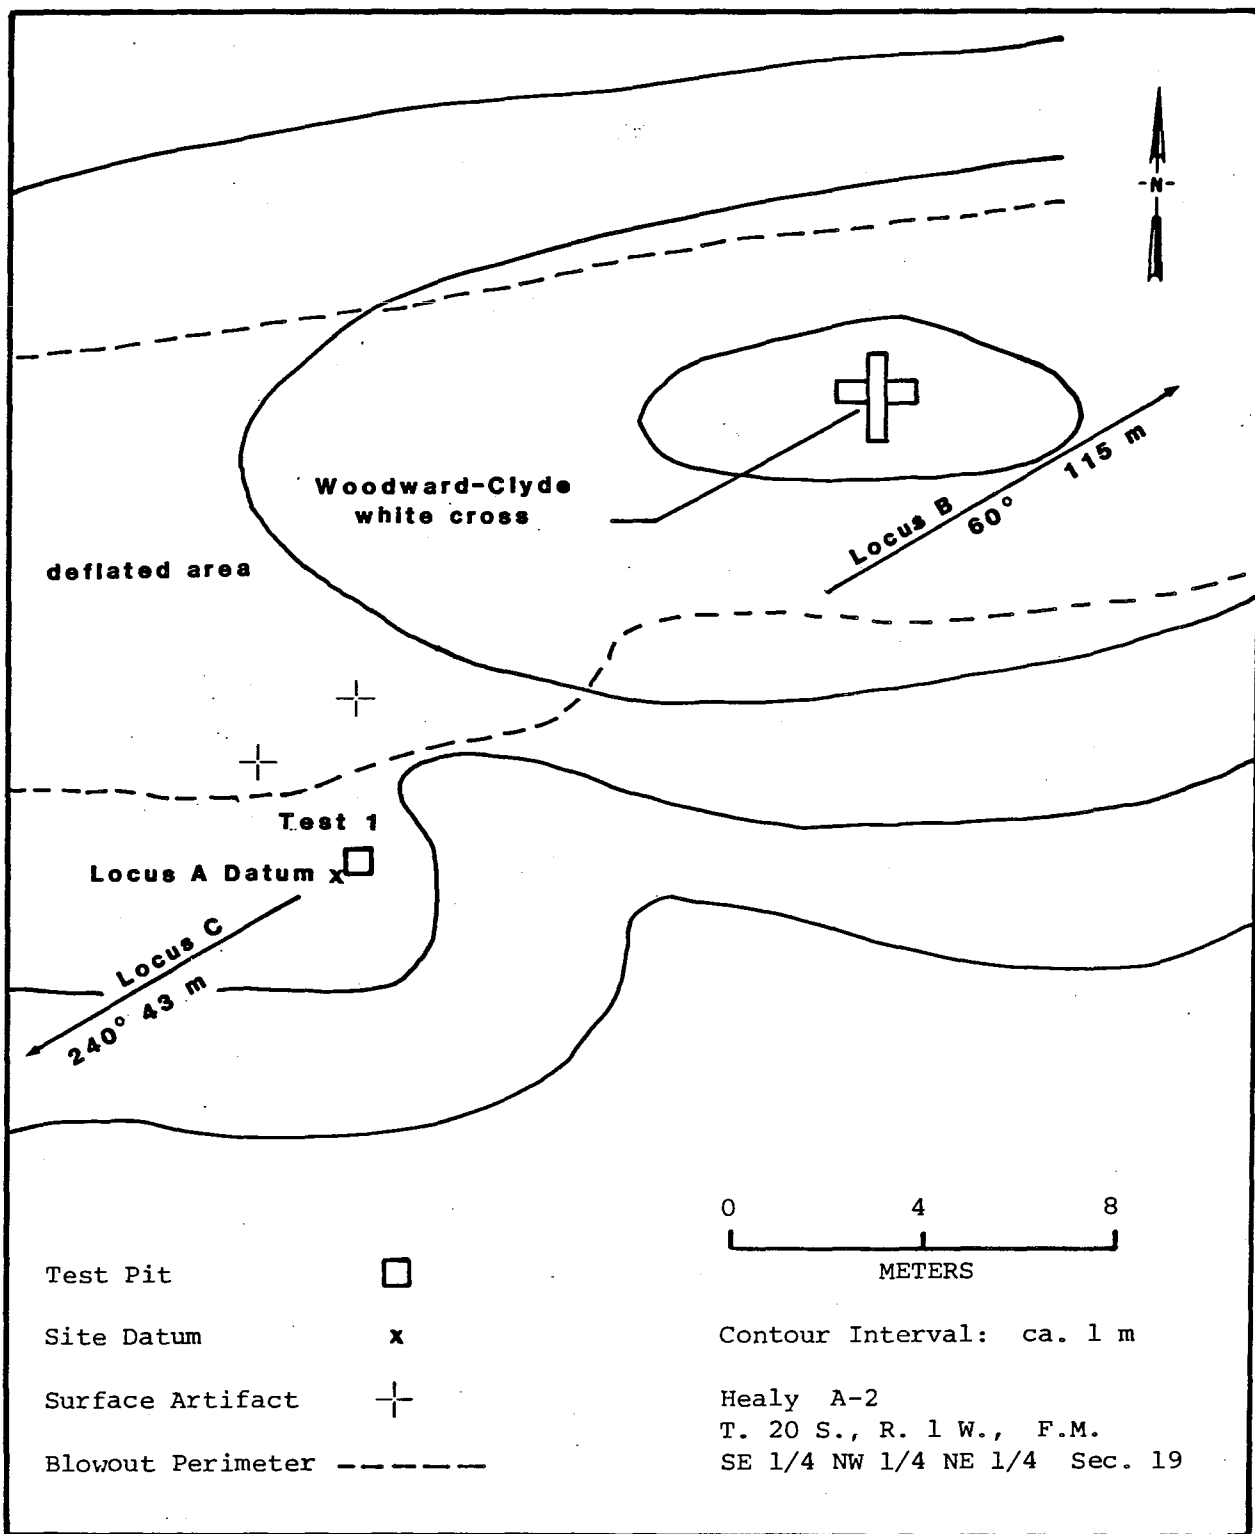 -N-
Woodward-Clyde
white cross
Locus B
60° 115 m
deflated area
Test 1
Locus A Datum x
Locus C
240° 43 m
0 4 8
METERS
Test Pit
Site Datum x
Surface Artifact
Blowout Perimeter
Contour Interval: ca. 1 m
Healy A-2
T. 20 S., R. 1 W., F.M.
SE 1/4 NW 1/4 NE 1/4 Sec. 19